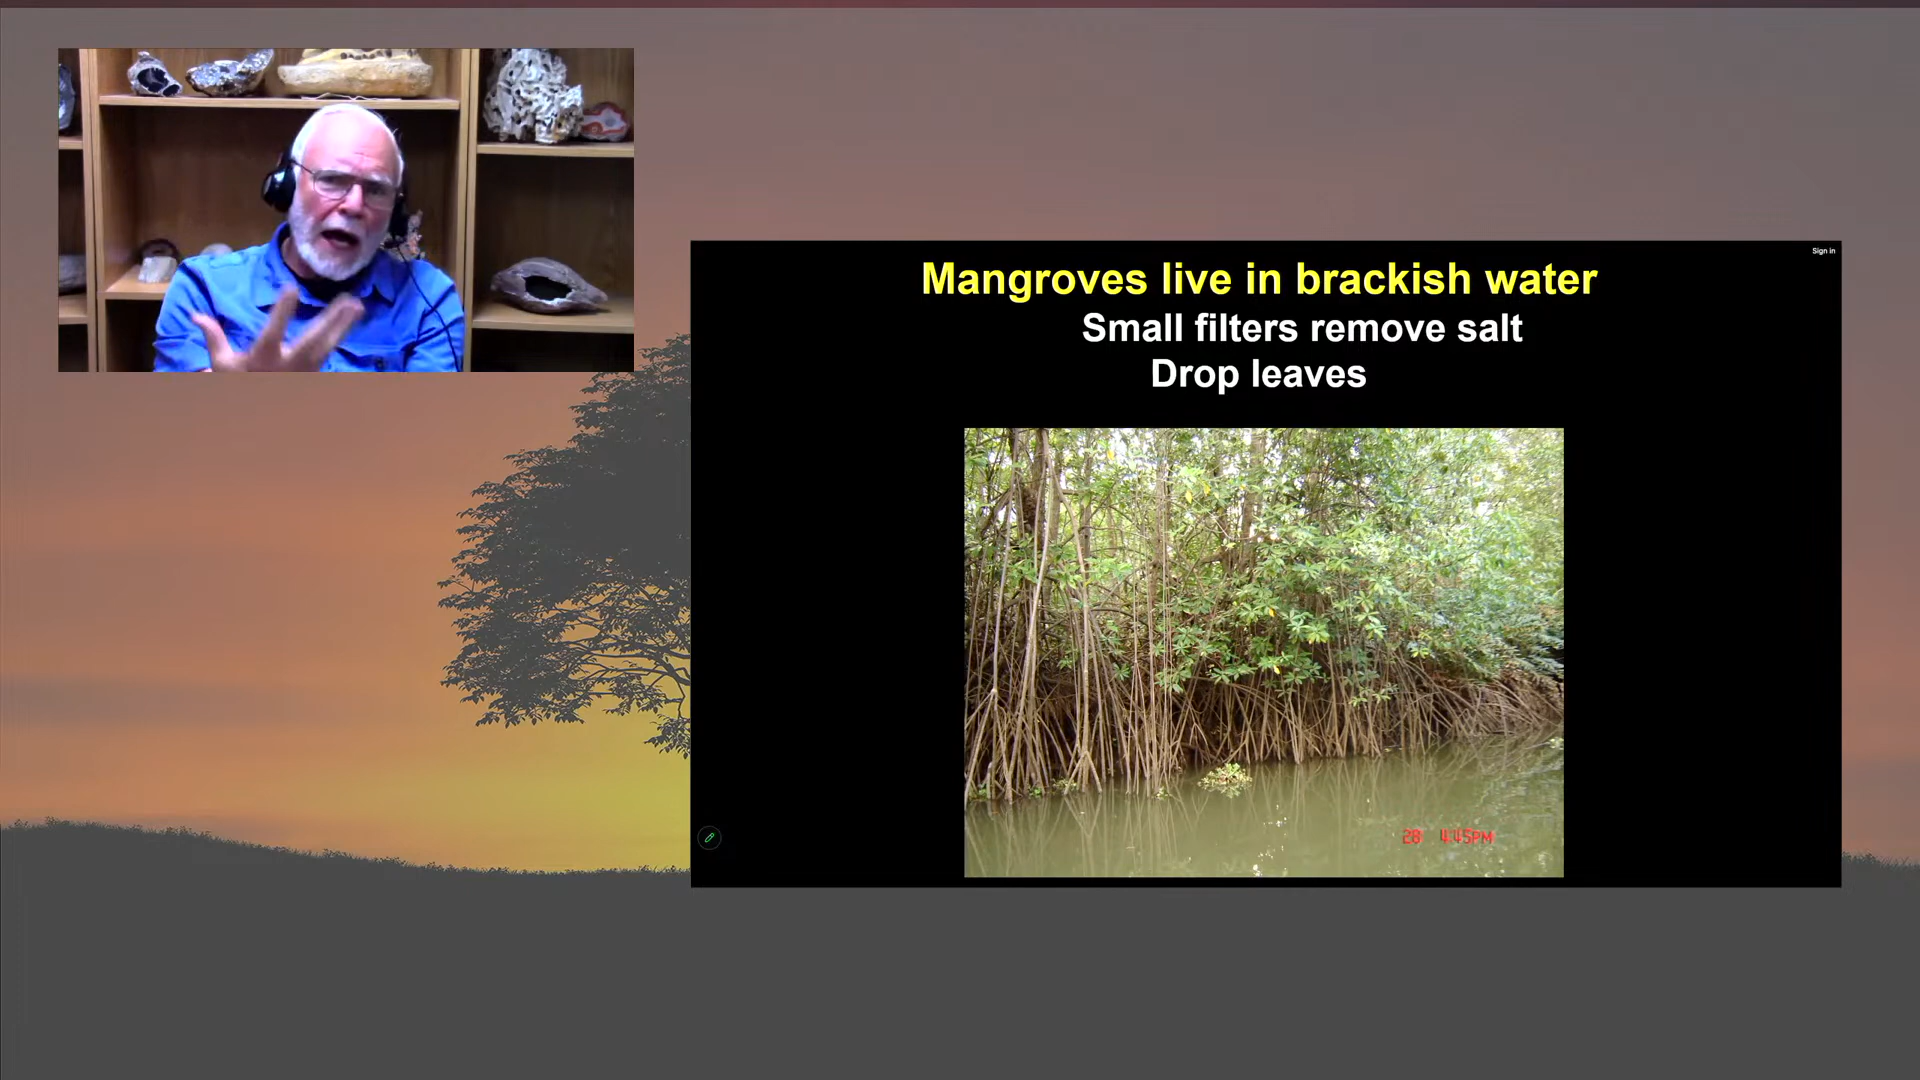 Sign in
Mangroves live in brackish water
Small filters remove salt
Drop leaves
28 4:45PM